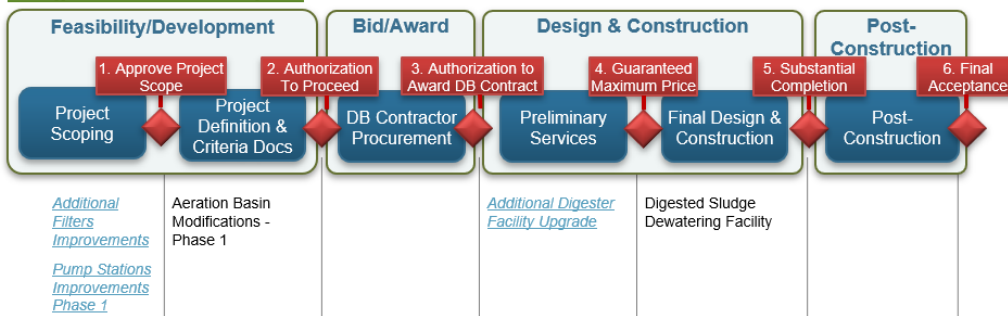 Feasibility/Development
Bid/Award
Design & Construction
Post-
Construction
1. Approve Project
Scope
2. Authorization
To Proceed
3. Authorization to
Award DB Contract
4. Guaranteed
Maximum Price
5. Substantial
Completion
6. Final
Acceptance
Project
Scoping
Project
Definition &
Criteria Docs
DB Contractor
Procurement
Preliminary
Services
Final Design &
Construction
Post-
Construction
Additional
Filters
Improvements
Pump Stations
Improvements
Phase 1
Aeration Basin
Modifications -
Phase 1
Additional Digester
Facility Upgrade
Digested Sludge
Dewatering Facility